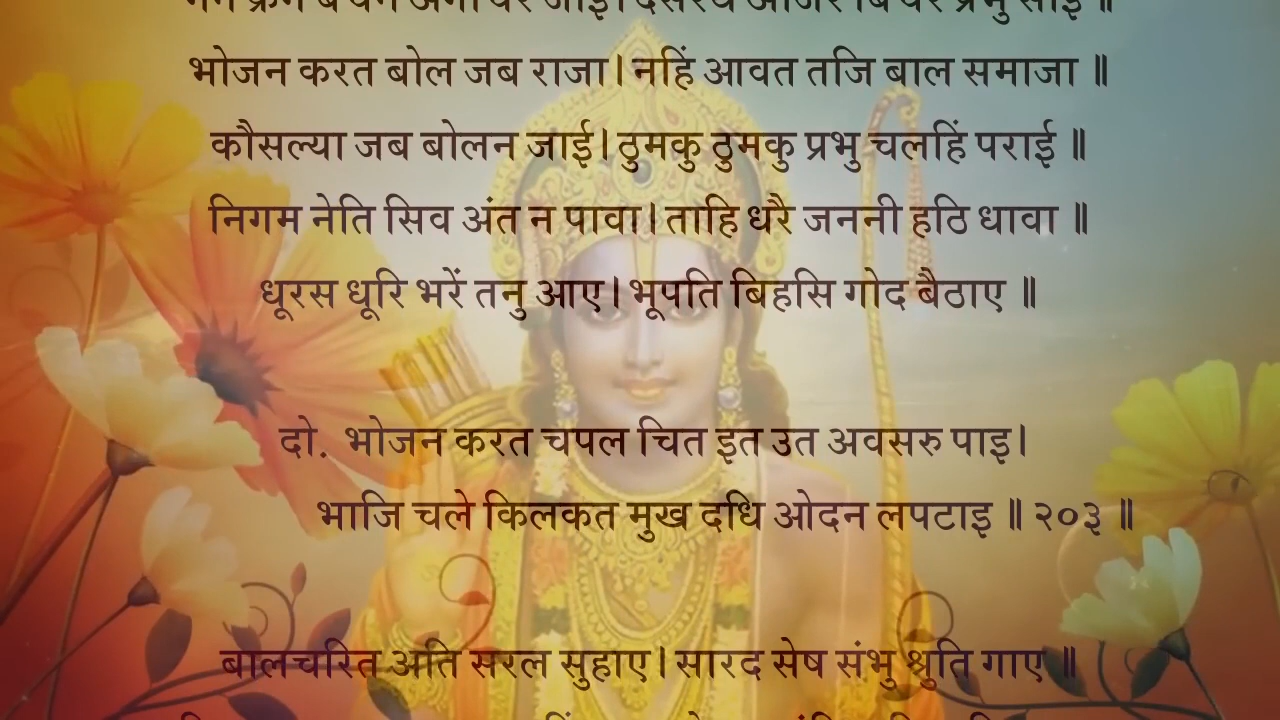 भोजन करत बोल जब राजा। नहिं आवत तजि बाल समाजा ॥
कौसल्या जब बोलन जाई। ठुमकु ठुमकु प्रभु चलहिं पराई ॥
निगम नेति सिव अंत न पावा। ताहि धरै जननी हठि धावा ॥
धूरस धूरि भरें तनु आए। भूपति बिहसि गोद बैठाए ॥
दो. भोजन करत चपल चित इत उत अवसरु पाइ।
भाजि चले किलकत मुख दधि ओदन लपटाइ ॥ २०३ ॥
बालचरित अति सरल सुहाए। सारद सेष संभु श्रुति गाए ॥